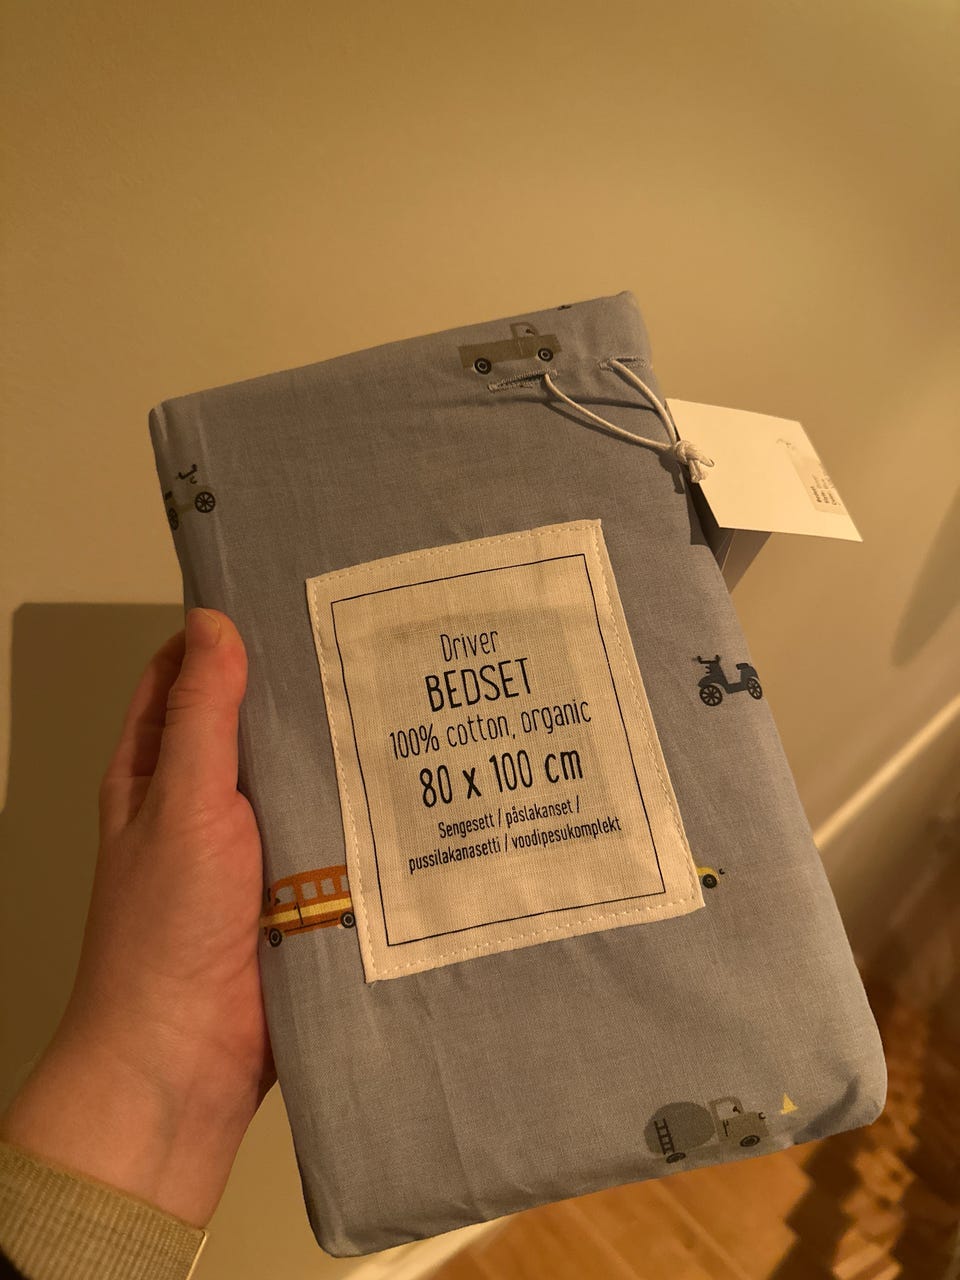 Driver
BEDSET
100% cotton, organic
80 x 100 cm
Sengesett / påslakanset /
pussilakanasetti / voodipesukomplekt